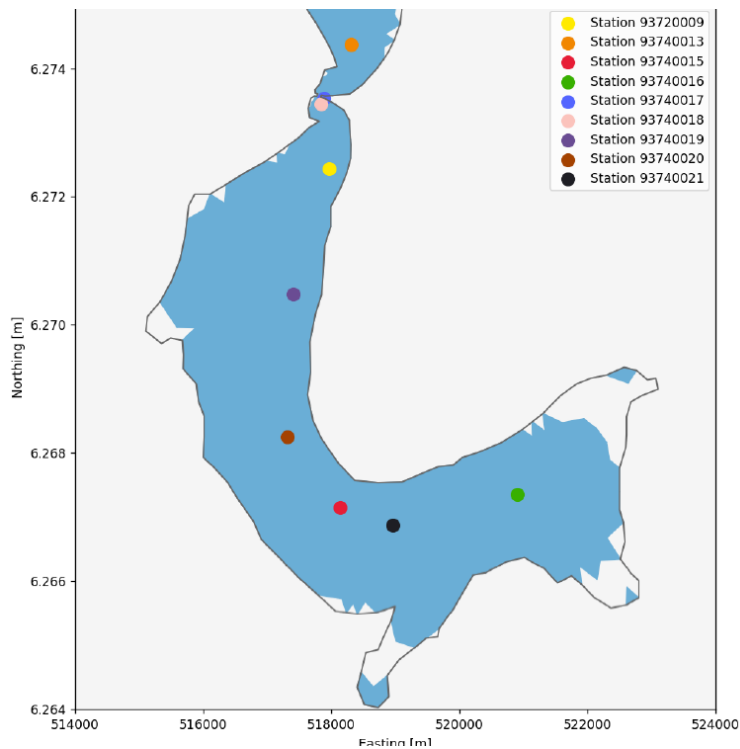 Station 93720009
Station 93740013
Station 93740015
Station 93740016
Station 93740017
Station 93740018
Station 93740019
Station 93740020
Station 93740021
6.274
6.272
6.270
6.268
6.266
6.264
Northing [m]
514000 516000 518000 520000 522000 524000
Easting [m]